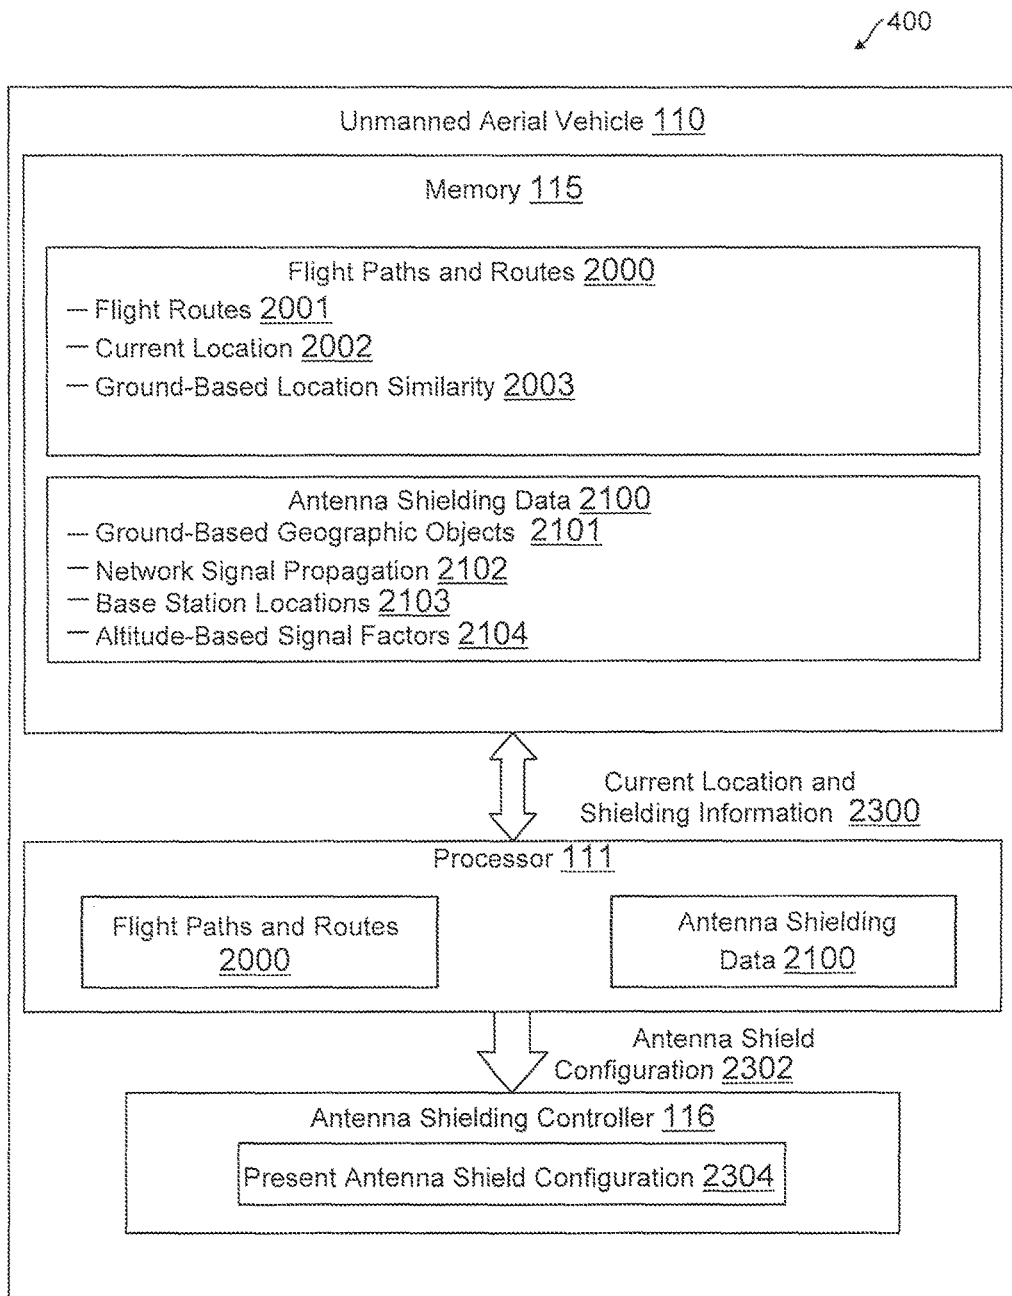 400
Unmanned Aerial Vehicle 110
Memory 115
Flight Paths and Routes 2000
— Flight Routes 2001
— Current Location 2002
— Ground-Based Location Similarity 2003
Antenna Shielding Data 2100
— Ground-Based Geographic Objects 2101
— Network Signal Propagation 2102
— Base Station Locations 2103
— Altitude-Based Signal Factors 2104
Current Location and
Shielding Information 2300
Processor 111
Flight Paths and Routes
2000
Antenna Shielding
Data 2100
Antenna Shield
Configuration 2302
Antenna Shielding Controller 116
Present Antenna Shield Configuration 2304